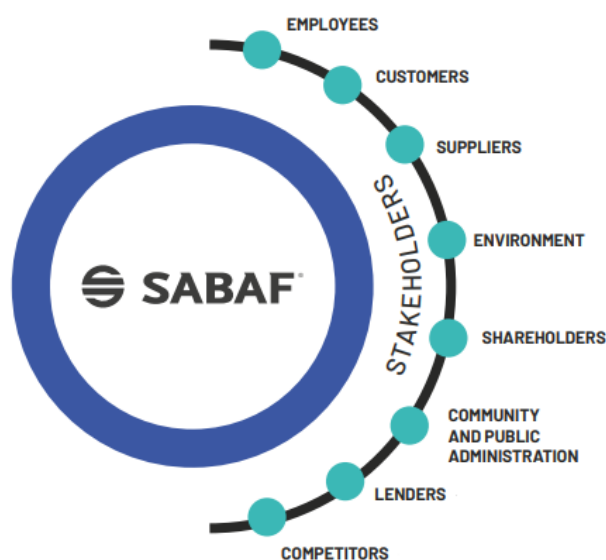 EMPLOYEES
CUSTOMERS
SUPPLIERS
ENVIRONMENT
SHAREHOLDERS
COMMUNITY
AND PUBLIC
ADMINISTRATION
LENDERS
COMPETITORS
STAKEHOLDERS
SABAF